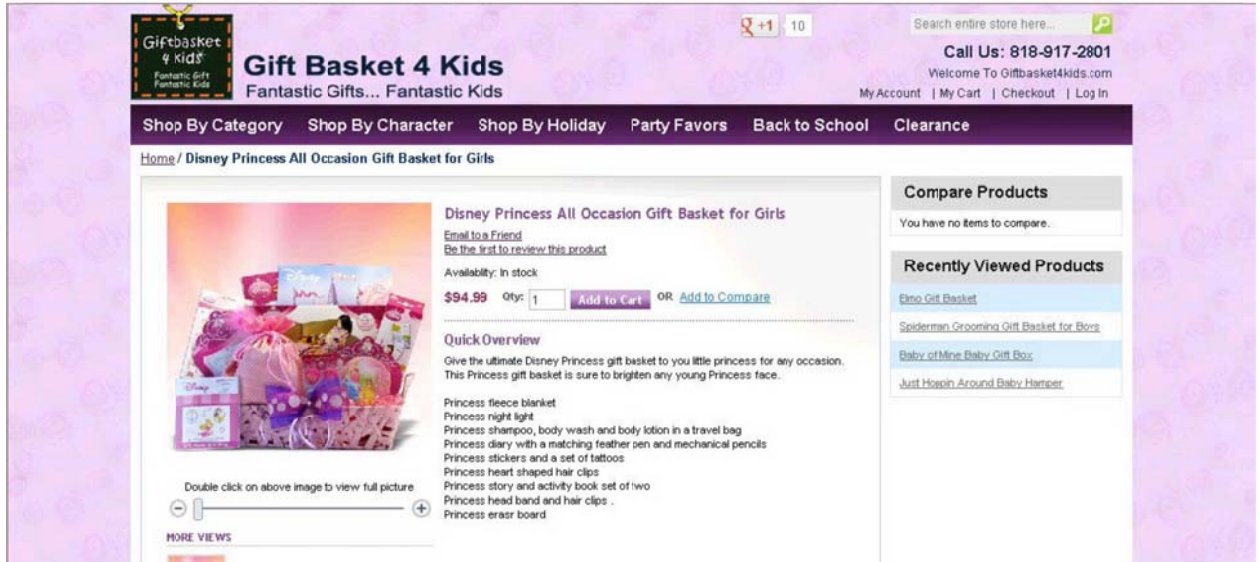 Giftbasket
4 Kids
Fantastic Gift
Fantastic Kids
Gift Basket 4 Kids
Fantastic Gifts... Fantastic Kids
+1 10
Search entire store here...
Call Us: 818-917-2801
Welcome To Giftbasket4kids.com
My Account | My Cart | Checkout | Log In
Shop By Category Shop By Character Shop By Holiday Party Favors Back to School Clearance
Home / Disney Princess All Occasion Gift Basket for Girls
Disney Princess All Occasion Gift Basket for Girls
Email to a Friend
Be the first to review this product
Availability: In stock
$94.99 Qty: 1 Add to Cart OR Add to Compare
Quick Overview
Give the ultimate Disney Princess gift basket to you little princess for any occasion.
This Princess gift basket is sure to brighten any young Princess face.
Princess fleece blanket
Princess night light
Princess shampoo, body wash and body lotion in a travel bag
Princess diary with a matching feather pen and mechanical pencils
Princess stickers and a set of tattoos
Princess heart shaped hair clips
Princess story and activity book set of two
Princess head band and hair clips .
Princess erasr board
Disney
Disney
Double click on above image to view full picture
MORE VIEWS
Compare Products
You have no items to compare.
Recently Viewed Products
Elmo Gift Basket
Spiderman Grooming Gift Basket for Boys
Baby of Mine Baby Gift Box
Just Hoppin Around Baby Hamper